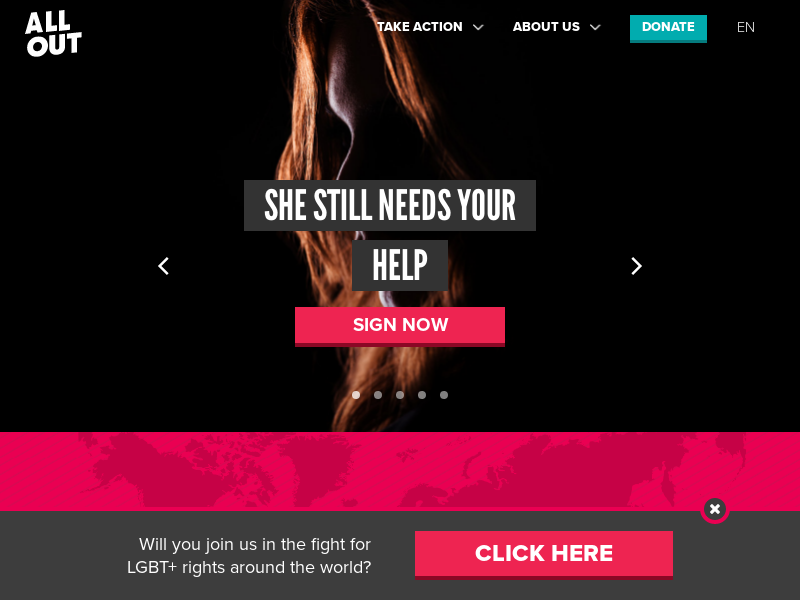 ALL
OUT
TAKE ACTION
ABOUT US
DONATE
EN
SHE STILL NEEDS YOUR
HELP
SIGN NOW
Will you join us in the fight for
LGBT+ rights around the world?
CLICK HERE